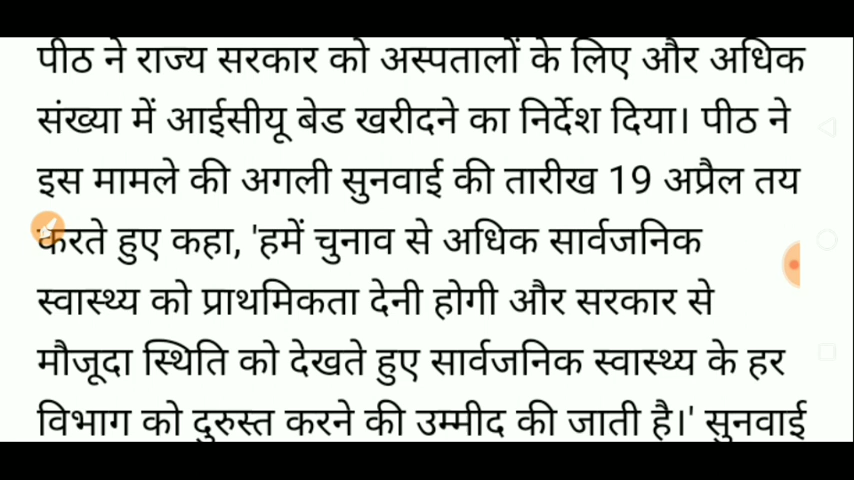 पीठ ने राज्य सरकार को अस्पतालों के लिए और अधिक
संख्या में आईसीयू बेड खरीदने का निर्देश दिया। पीठ ने
इस मामले की अगली सुनवाई की तारीख 19 अप्रैल तय
करते हुए कहा, 'हमें चुनाव से अधिक सार्वजनिक
स्वास्थ्य को प्राथमिकता देनी होगी और सरकार से
मौजूदा स्थिति को देखते हुए सार्वजनिक स्वास्थ्य के हर
विभाग को दुरुस्त करने की उम्मीद की जाती है।' सुनवाई